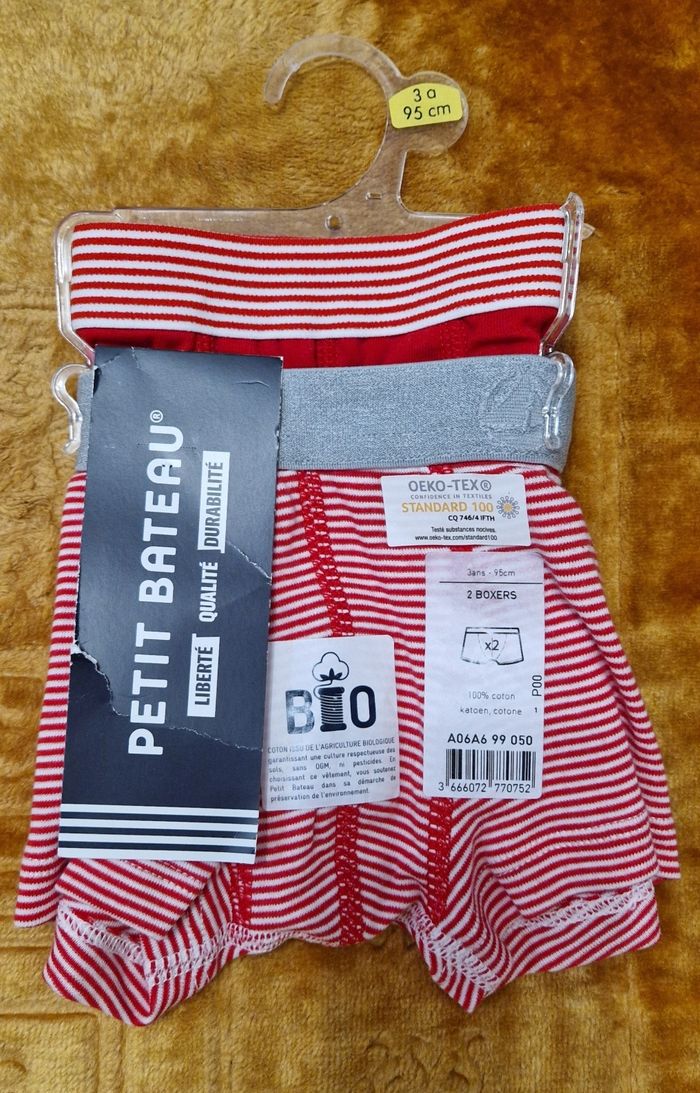 3 a
95 cm
PETIT BATEAU®
LIBERTÉ QUALITÉ DURABILITÉ
OEKO-TEX®
CONFIDENCE IN TEXTILES
STANDARD 100
CQ 746/4 IFTH
Testé substances nocives.
www.oeko-tex.com/standard100
3ans - 95cm
2 BOXERS
x2
100% coton
katoen, cotone
1
P00
A06A6 99 050
3 666072 770752
BIO
COTON ISSU DE L'AGRICULTURE BIOLOGIQUE
garantissant une culture respectueuse des
sols, sans OGM, ni pesticides. En
choisissant ce vêtement, vous soutenez
Petit Bateau dans sa démarche de
préservation de l'environnement.